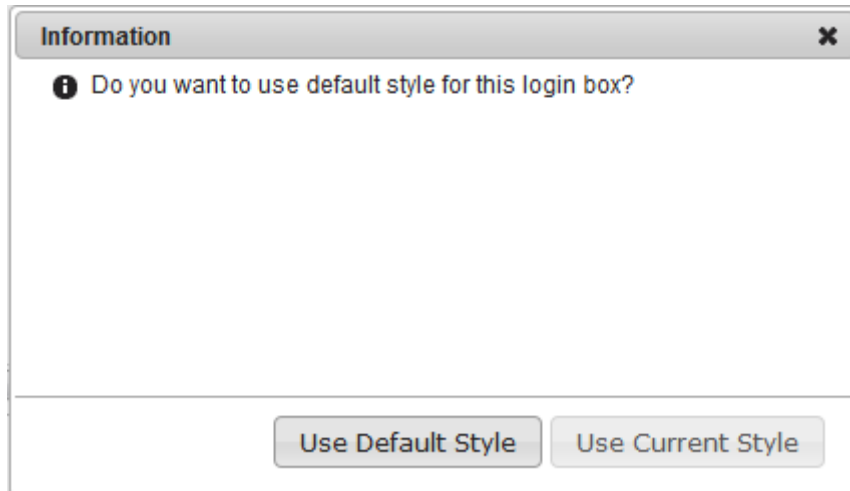 Information
Do you want to use default style for this login box?
Use Default Style
Use Current Style